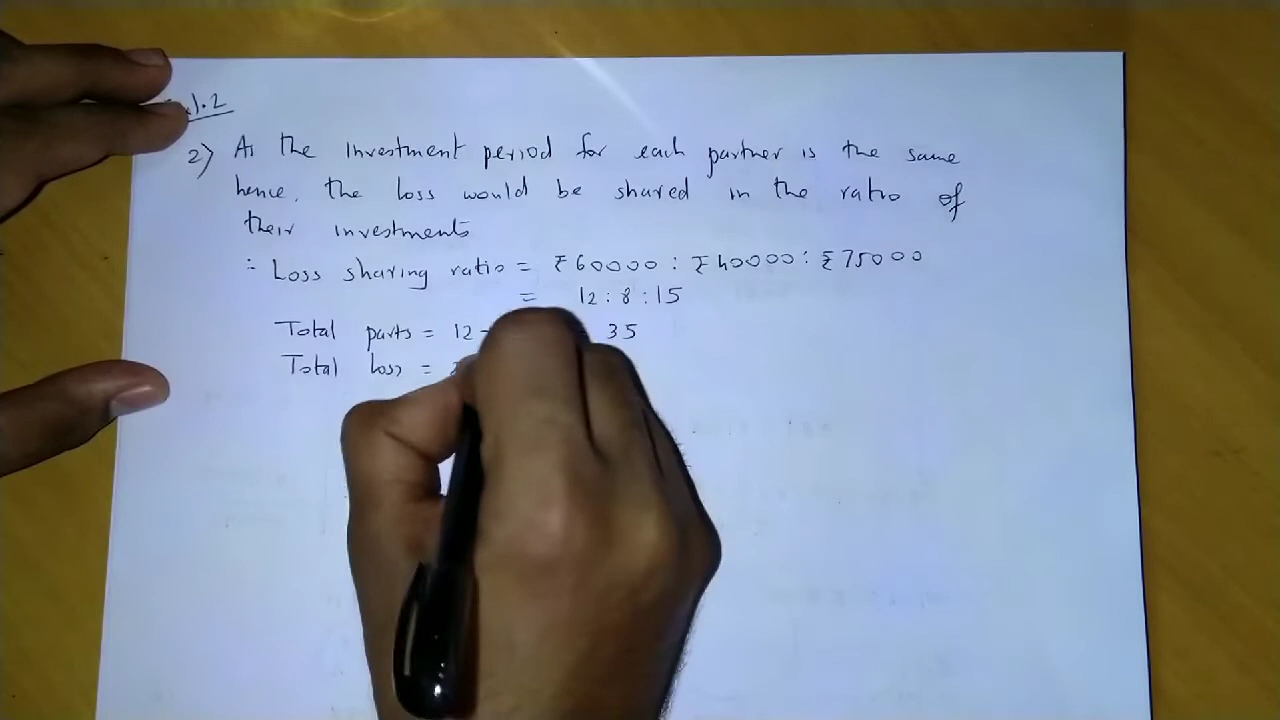 1.2
2) As the investment period for each partner is the same
hence, the loss would be shared in the ratio of
their investments
∴ Loss sharing ratio = ₹60000 : ₹40000 : ₹75000
= 12 : 8 : 15
Total parts = 12 35
Total loss =